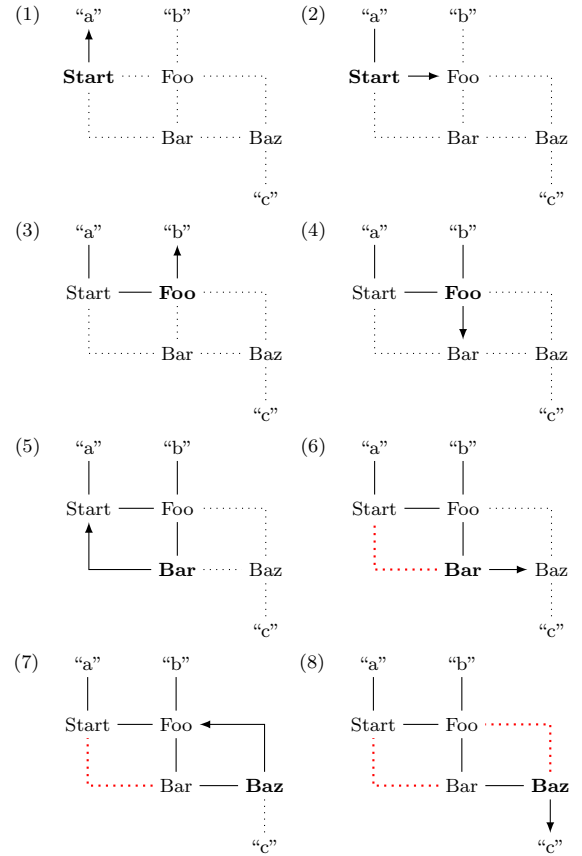 (1) “a” “b” (2) “a” “b”
Start Foo Start Foo
Bar Baz Bar Baz
“c” “c”
(3) “a” “b” (4) “a” “b”
Start Foo Start Foo
Bar Baz Bar Baz
“c” “c”
(5) “a” “b” (6) “a” “b”
Start Foo Start Foo
Bar Baz Bar Baz
“c” “c”
(7) “a” “b” (8) “a” “b”
Start Foo Start Foo
Bar Baz Bar Baz
“c” “c”